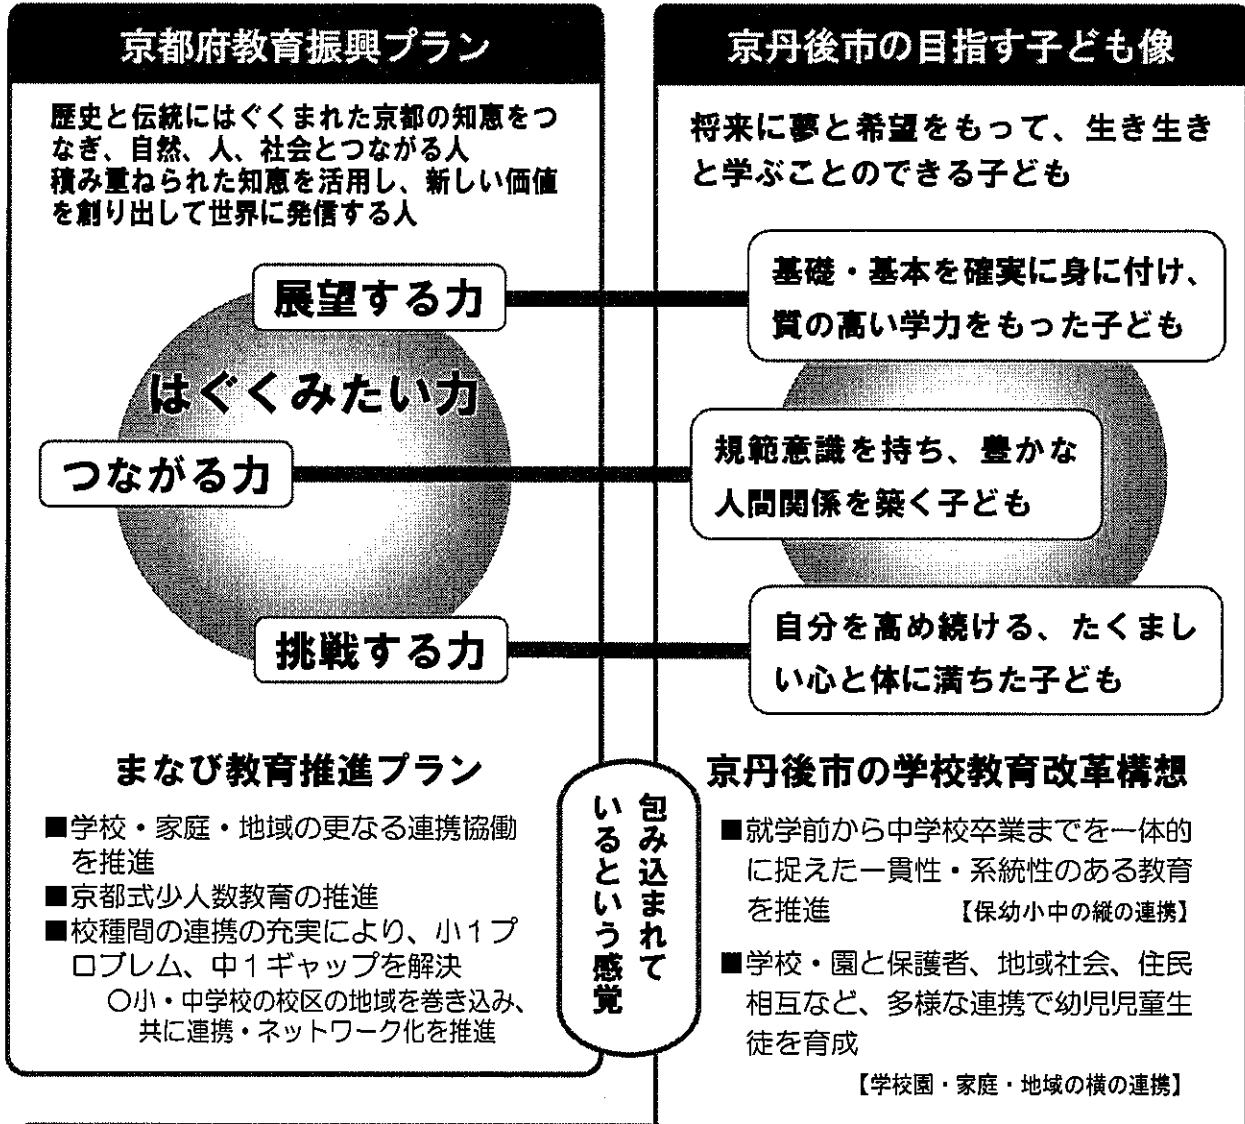 京都府教育振興プラン
歴史と伝統にはぐくまれた京都の知恵をつ
なぎ、自然、人、社会とつながる人
積み重ねられた知恵を活用し、新しい価値
を創り出して世界に発信する人
展望する力
はぐくみたい力
つながる力
挑戦する力
まなび教育推進プラン
■学校・家庭・地域の更なる連携協働
を推進
■京都式少人数教育の推進
■校種間の連携の充実により、小1プ
ロブレム、中1ギャップを解決
○小・中学校の校区の地域を巻き込み、
共に連携・ネットワーク化を推進
包み込まれて
いるという感覚
京丹後市の目指す子ども像
将来に夢と希望をもって、生き生き
と学ぶことのできる子ども
基礎・基本を確実に身に付け、
質の高い学力をもった子ども
規範意識を持ち、豊かな
人間関係を築く子ども
自分を高め続ける、たくまし
い心と体に満ちた子ども
京丹後市の学校教育改革構想
■就学前から中学校卒業までを一体的
に捉えた一貫性・系統性のある教育
を推進 【保幼小中の縦の連携】
■学校・園と保護者、地域社会、住民
相互など、多様な連携で幼児児童生
徒を育成
【学校園・家庭・地域の横の連携】